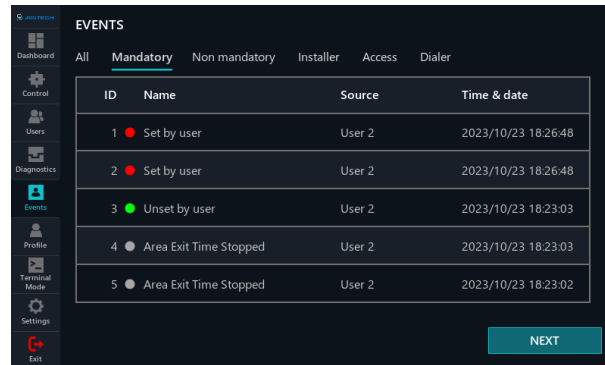 EVENTS
Dashboard
Control
Users
Diagnostics
Events
Profile
Terminal
Mode
Settings
Exit
All Mandatory Non mandatory Installer Access Dialer
ID Name Source Time & date
1 Set by user User 2 2023/10/23 18:26:48
2 Set by user User 2 2023/10/23 18:26:48
3 Unset by user User 2 2023/10/23 18:23:03
4 Area Exit Time Stopped User 2 2023/10/23 18:23:03
5 Area Exit Time Stopped User 2 2023/10/23 18:23:02
NEXT